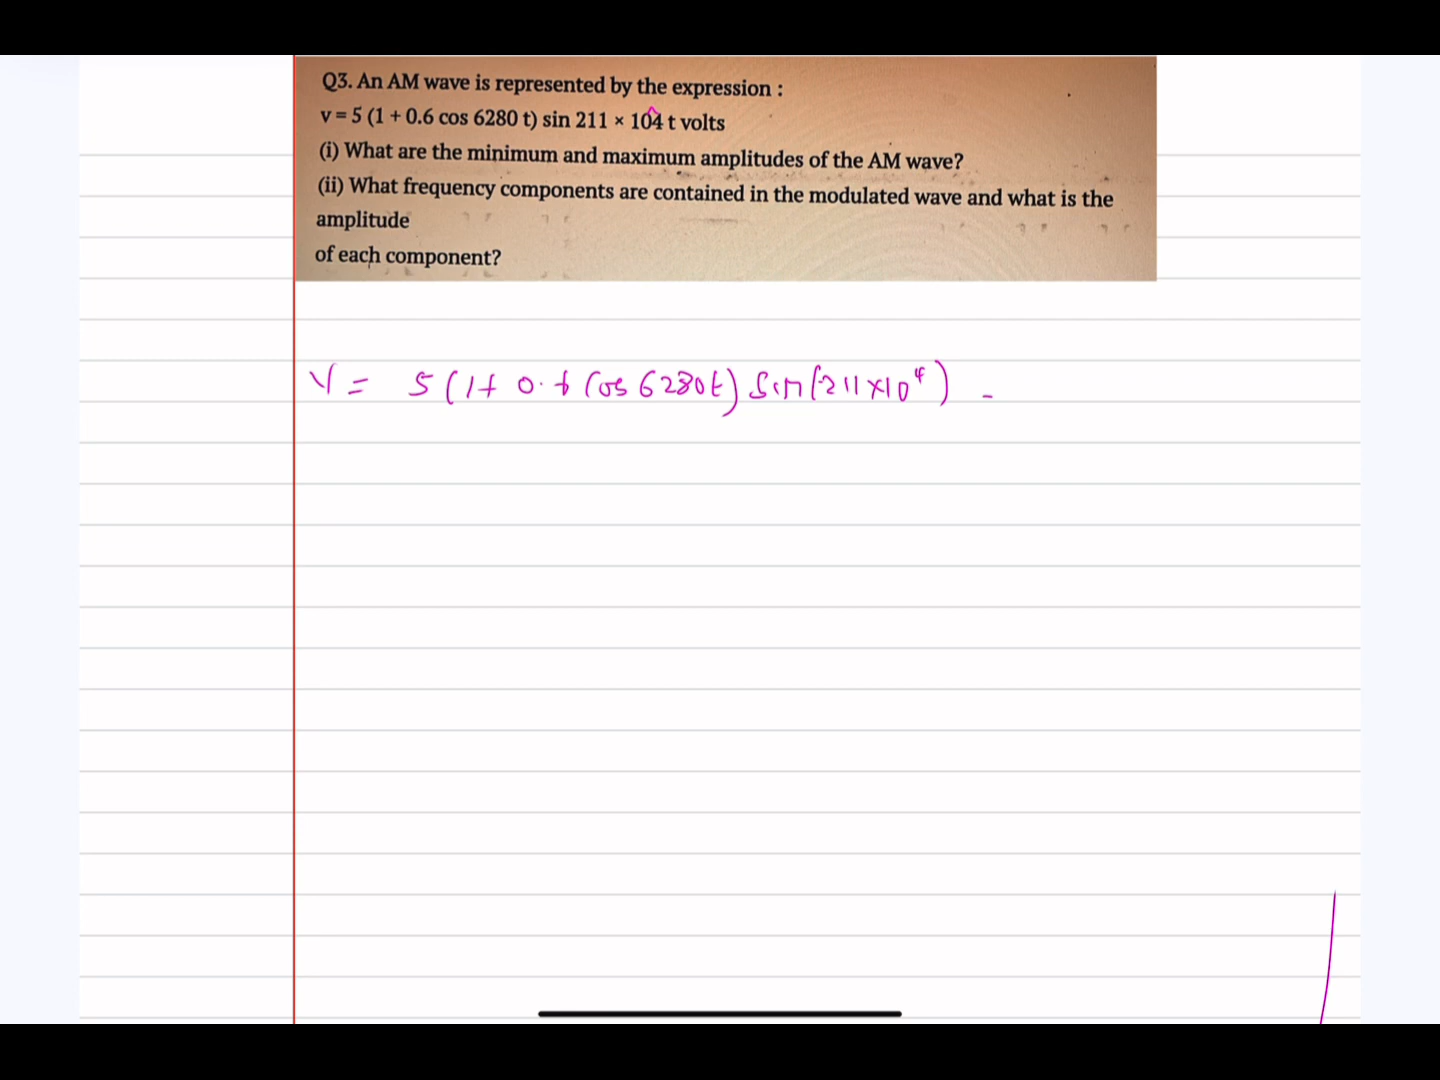 Q3. An AM wave is represented by the expression :
v = 5 (1 + 0.6 cos 6280 t) sin 211 × 104 t volts
(i) What are the minimum and maximum amplitudes of the AM wave?
(ii) What frequency components are contained in the modulated wave and what is the
amplitude
of each component?
V = 5 (1+ 0.6 Cos 6280t) Sin(211×10⁴) -